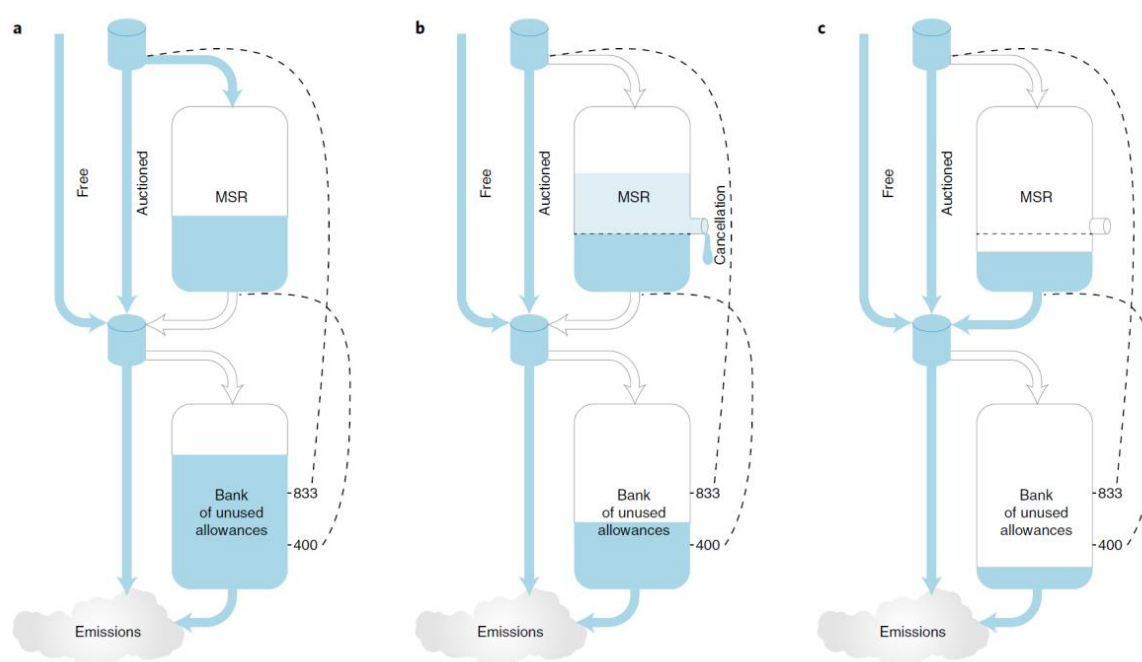 a
Free
Auctioned
MSR
Bank
of unused
allowances
833
400
Emissions
b
Free
Auctioned
MSR
Cancellation
Bank
of unused
allowances
833
400
Emissions
c
Free
Auctioned
MSR
Bank
of unused
allowances
833
400
Emissions